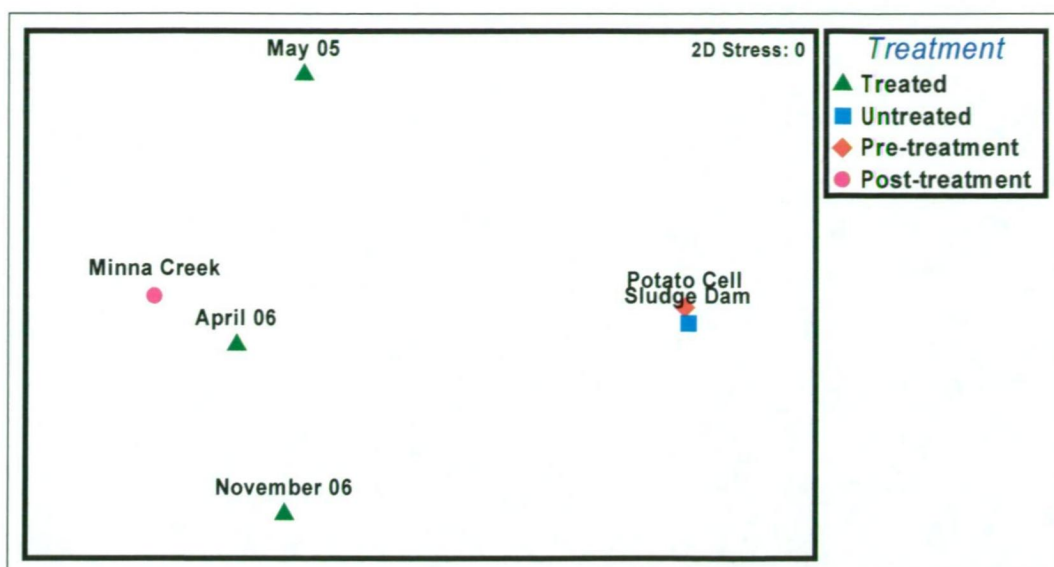 May 05
2D Stress: 0
Minna Creek
April 06
Potato Cell
Sludge Dam
November 06
Treatment
Treated
Untreated
Pre-treatment
Post-treatment